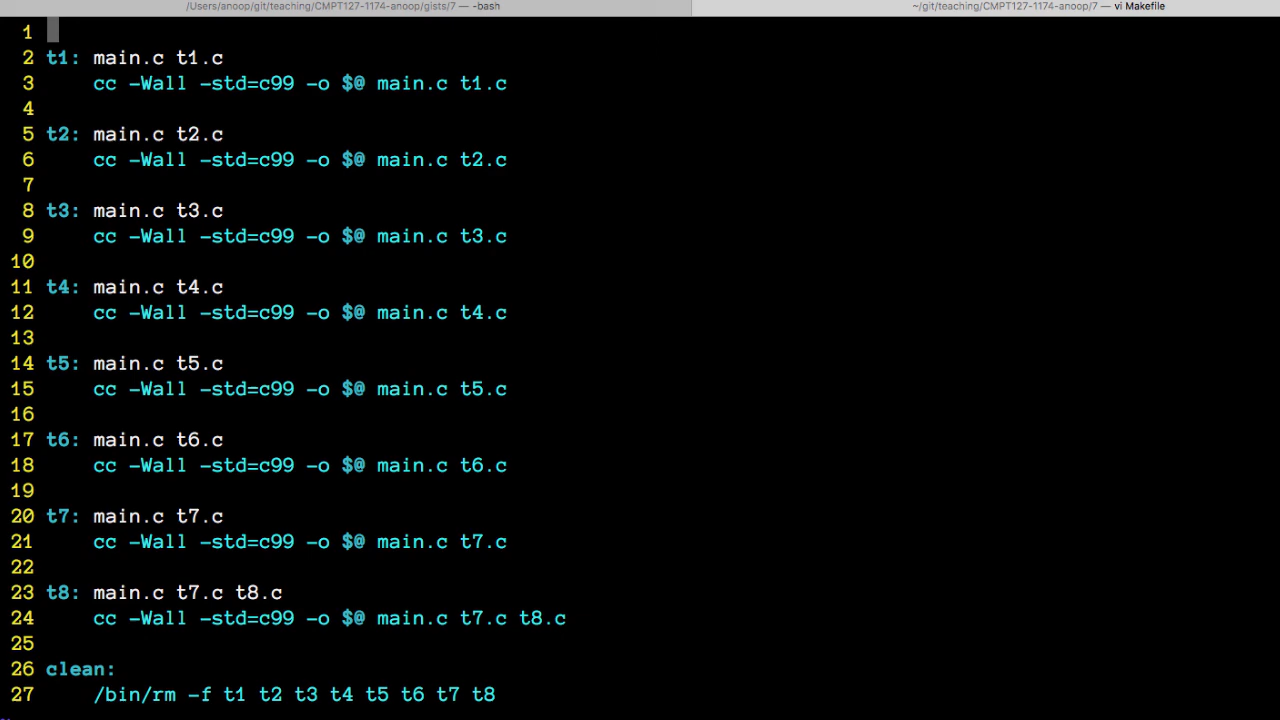 /Users/anoop/git/teaching/CMPT127-1174-anoop/gists/7 — -bash
~/git/teaching/CMPT127-1174-anoop/7 — vi Makefile
1
2 t1: main.c t1.c
3 cc -Wall -std=c99 -o $@ main.c t1.c
4
5 t2: main.c t2.c
6 cc -Wall -std=c99 -o $@ main.c t2.c
7
8 t3: main.c t3.c
9 cc -Wall -std=c99 -o $@ main.c t3.c
10
11 t4: main.c t4.c
12 cc -Wall -std=c99 -o $@ main.c t4.c
13
14 t5: main.c t5.c
15 cc -Wall -std=c99 -o $@ main.c t5.c
16
17 t6: main.c t6.c
18 cc -Wall -std=c99 -o $@ main.c t6.c
19
20 t7: main.c t7.c
21 cc -Wall -std=c99 -o $@ main.c t7.c
22
23 t8: main.c t7.c t8.c
24 cc -Wall -std=c99 -o $@ main.c t7.c t8.c
25
26 clean:
27 /bin/rm -f t1 t2 t3 t4 t5 t6 t7 t8